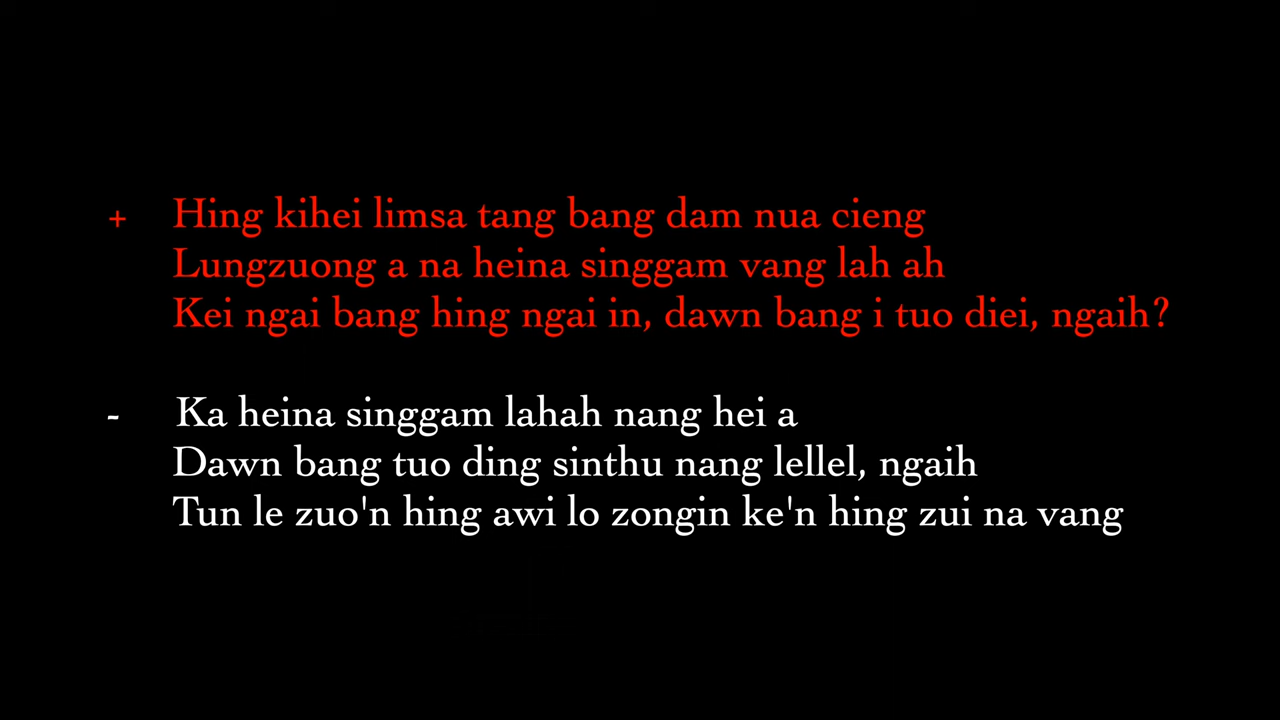 + Hing kihei limsa tang bang dam nua cieng
Lungzuong a na heina singgam vang lah ah
Kei ngai bang hing ngai in, dawn bang i tuo diei, ngaih?
- Ka heina singgam lahah nang hei a
Dawn bang tuo ding sinthu nang lellel, ngaih
Tun le zuo'n hing awi lo zongin ke'n hing zui na vang